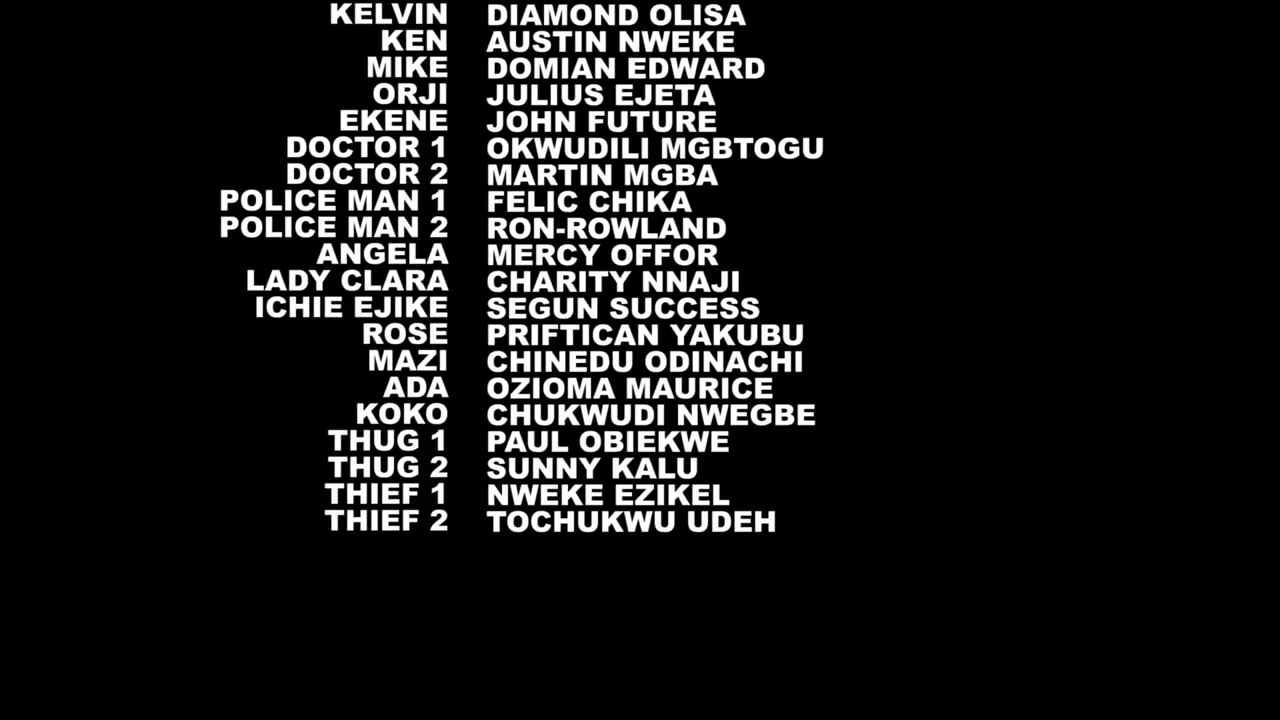 KELVIN DIAMOND OLISA
KEN AUSTIN NWEKE
MIKE DOMIAN EDWARD
ORJI JULIUS EJETA
EKENE JOHN FUTURE
DOCTOR 1 OKWUDILI MGBTOGU
DOCTOR 2 MARTIN MGBA
POLICE MAN 1 FELIC CHIKA
POLICE MAN 2 RON-ROWLAND
ANGELA MERCY OFFOR
LADY CLARA CHARITY NNAJI
ICHIE EJIKE SEGUN SUCCESS
ROSE PRIFTICAN YAKUBU
MAZI CHINEDU ODINACHI
ADA OZIOMA MAURICE
KOKO CHUKWUDI NWEGBE
THUG 1 PAUL OBIEKWE
THUG 2 SUNNY KALU
THIEF 1 NWEKE EZIKEL
THIEF 2 TOCHUKWU UDEH